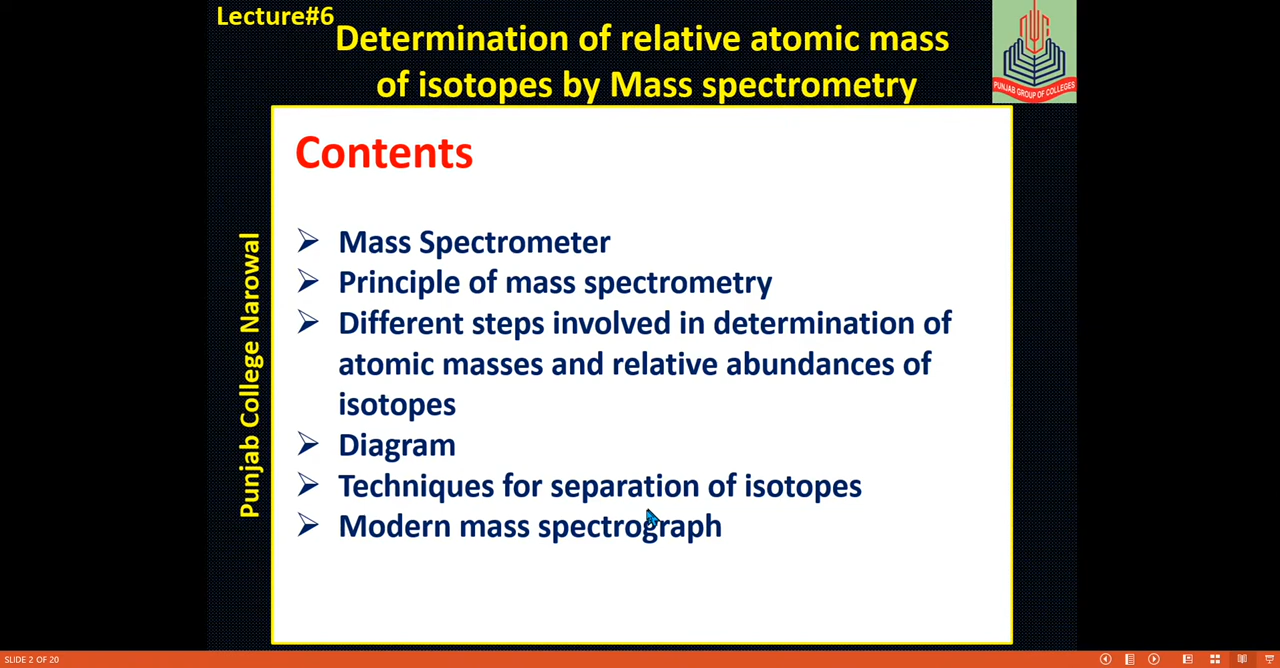 Lecture#6
Determination of relative atomic mass
of isotopes by Mass spectrometry
PUNJAB GROUP OF COLLEGES
Contents
Punjab College Narowal
➢ Mass Spectrometer
➢ Principle of mass spectrometry
➢ Different steps involved in determination of
atomic masses and relative abundances of
isotopes
➢ Diagram
➢ Techniques for separation of isotopes
➢ Modern mass spectrograph
SLIDE 2 OF 20